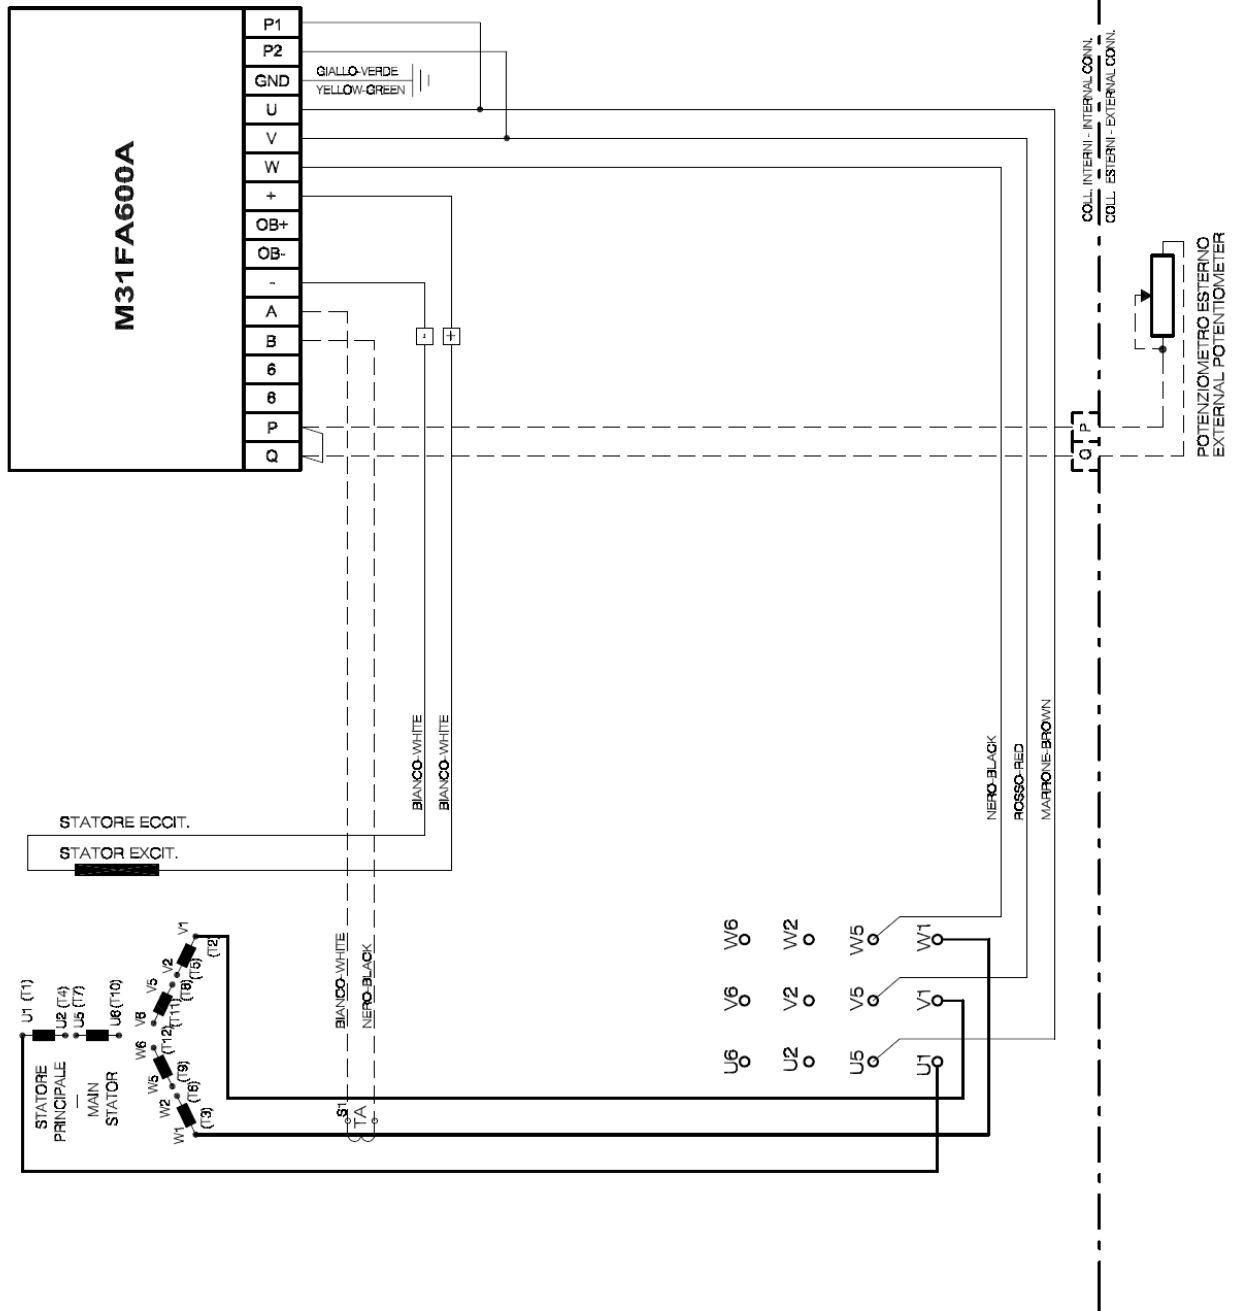 M31FA600A
P1
P2
GND
U
V
W
+
OB+
OB-
-
A
B
6
8
P
Q
GIALLO-VERDE
YELLOW-GREEN
- +
COLL. INTERNI - INTERNAL CONN.
COLL. ESTERNI - EXTERNAL CONN.
POTENZIOMETRO ESTERNO
EXTERNAL POTENTIOMETER
P
Q
BIANCO-WHITE
BIANCO-WHITE
NERO-BLACK
ROSSO-RED
MARRONE-BROWN
STATORE ECCIT.
STATOR EXCIT.
BIANCO-WHITE
NERO-BLACK
S1
TA
U1 (T1)
U2 (T4)
U5 (T7)
U6 (T10)
V1
(T2)
V2
(T5)
V5
(T8)
V6
(T11)
W6
(T12)
W5
(T9)
W2
(T6)
W1
(T3)
STATORE
PRINCIPALE
—
MAIN
STATOR
W6 W2 W5 W1
V6 V2 V5 V1
U6 U2 U5 U1